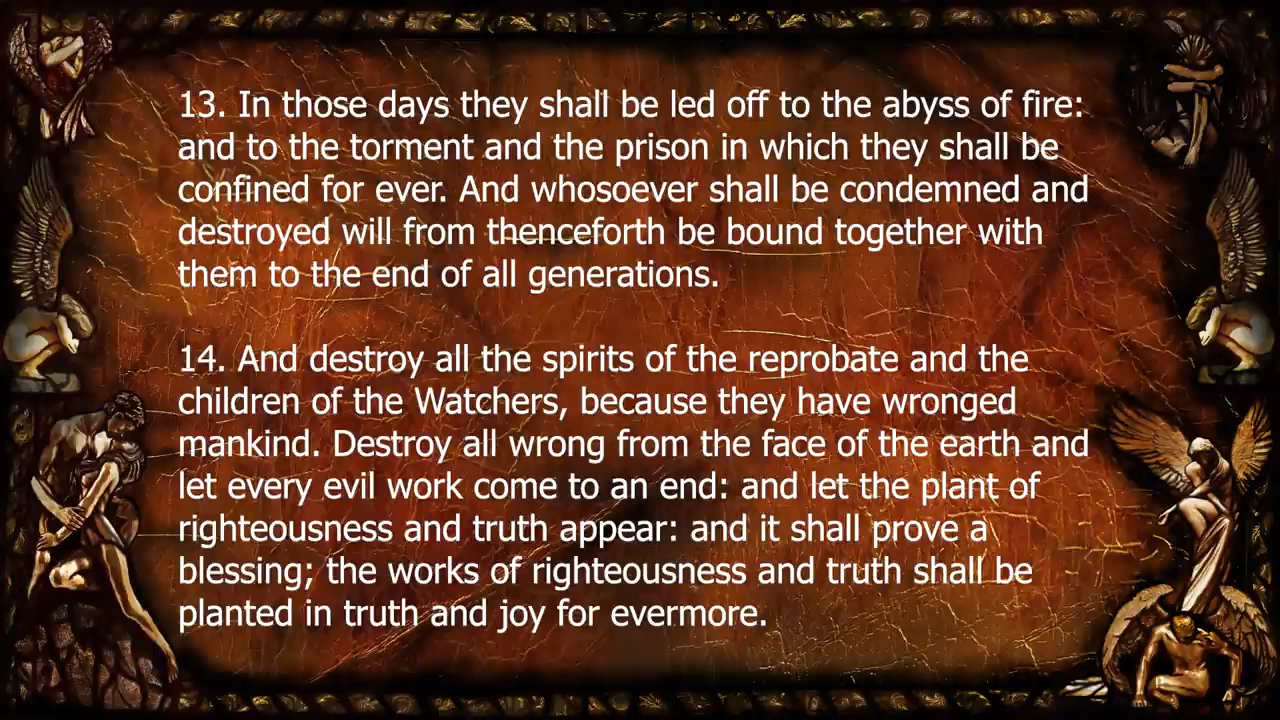 13. In those days they shall be led off to the abyss of fire:
and to the torment and the prison in which they shall be
confined for ever. And whosoever shall be condemned and
destroyed will from thenceforth be bound together with
them to the end of all generations.
14. And destroy all the spirits of the reprobate and the
children of the Watchers, because they have wronged
mankind. Destroy all wrong from the face of the earth and
let every evil work come to an end: and let the plant of
righteousness and truth appear: and it shall prove a
blessing; the works of righteousness and truth shall be
planted in truth and joy for evermore.